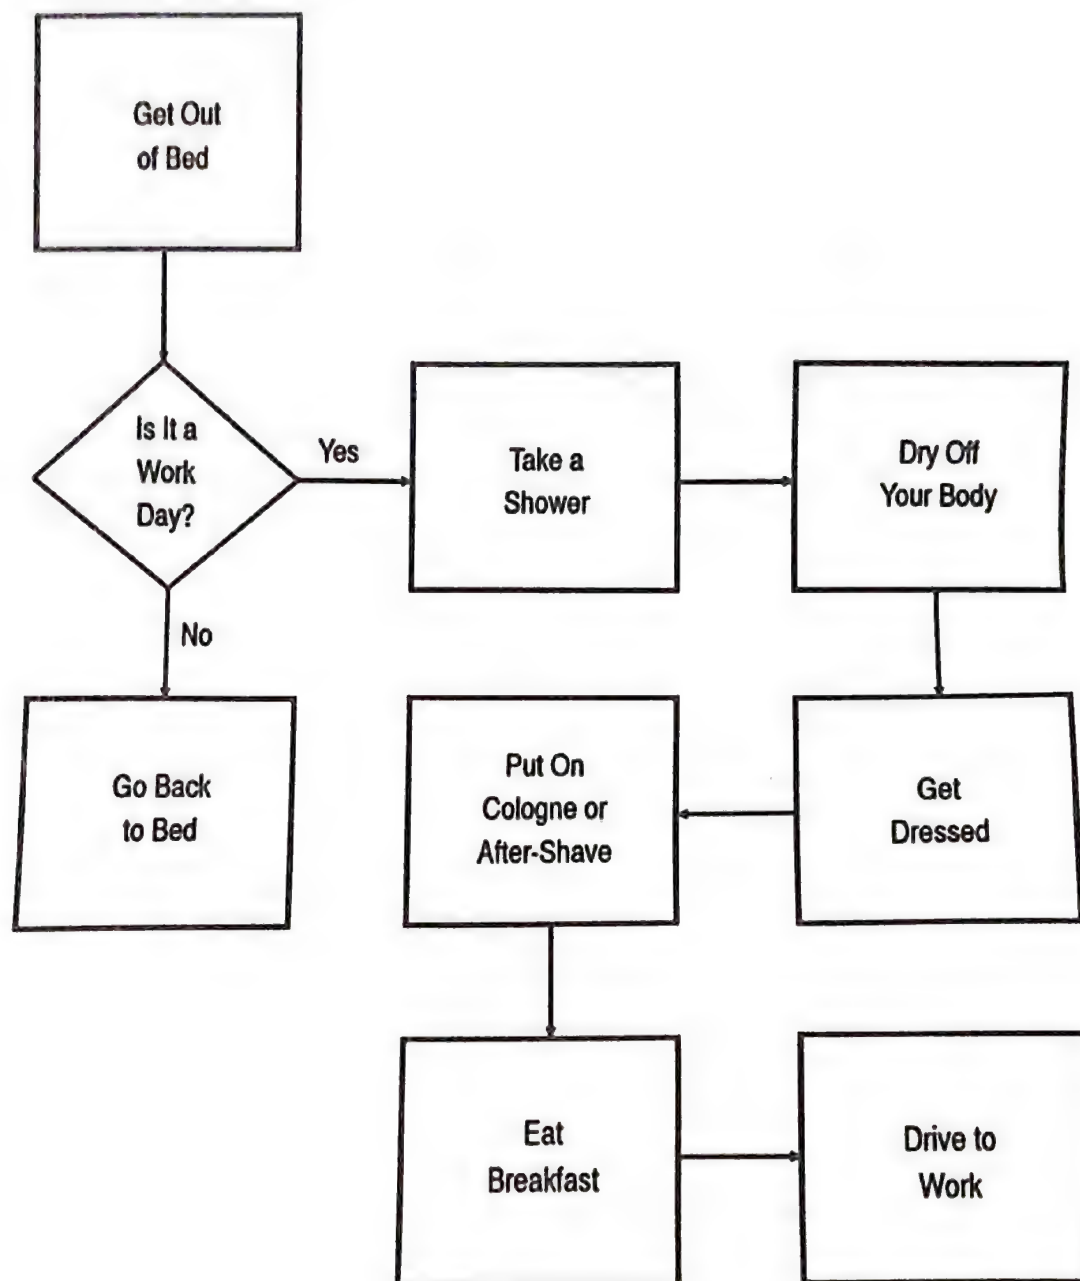 Get Out
of Bed
Is It a
Work
Day?
Yes
Take a
Shower
Dry Off
Your Body
No
Go Back
to Bed
Put On
Cologne or
After-Shave
Get
Dressed
Eat
Breakfast
Drive to
Work